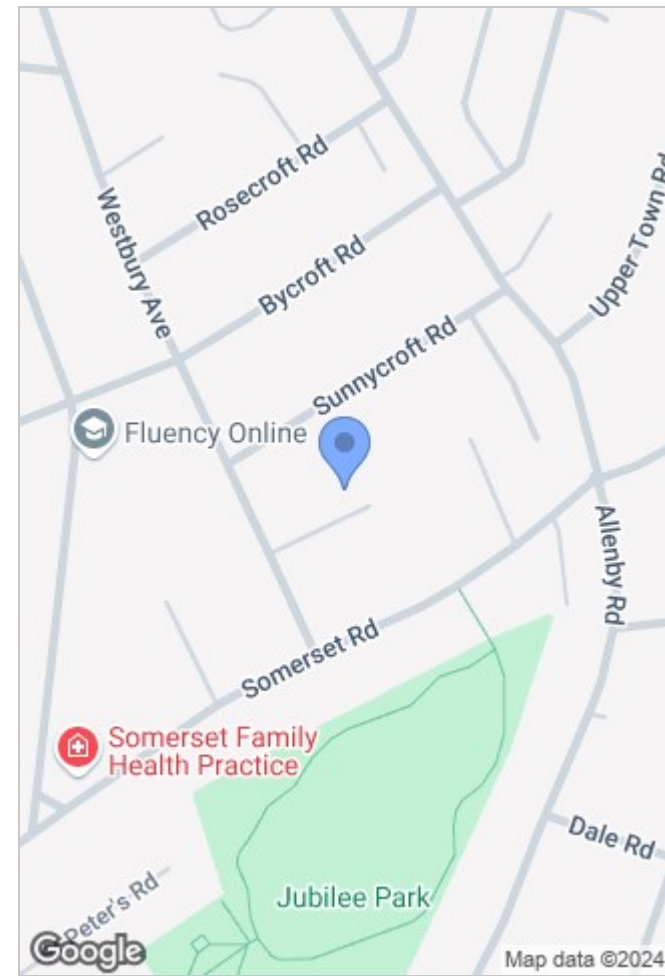 Rosecroft Rd
Westbury Ave
Bycroft Rd
Upper Town Rd
Sunnycroft Rd
Fluency Online
Allenby Rd
Somerset Rd
Somerset Family
Health Practice
Dale Rd
Peter's Rd
Jubilee Park
Google
Map data ©2024